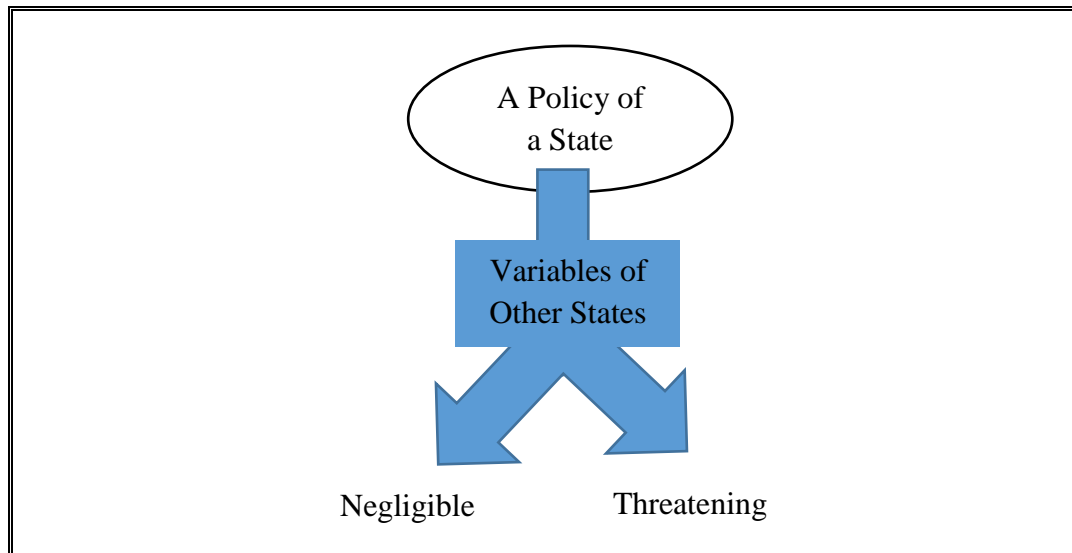 A Policy of
a State
Variables of
Other States
Negligible
Threatening